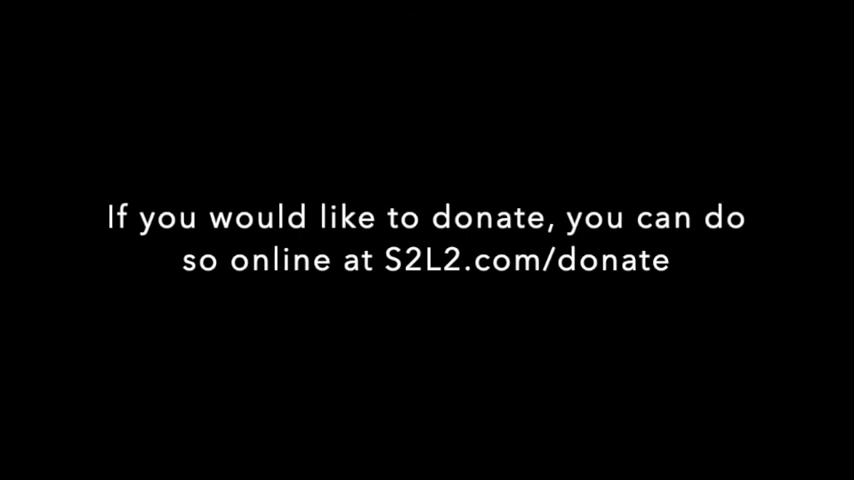 If you would like to donate, you can do
so online at S2L2.com/donate